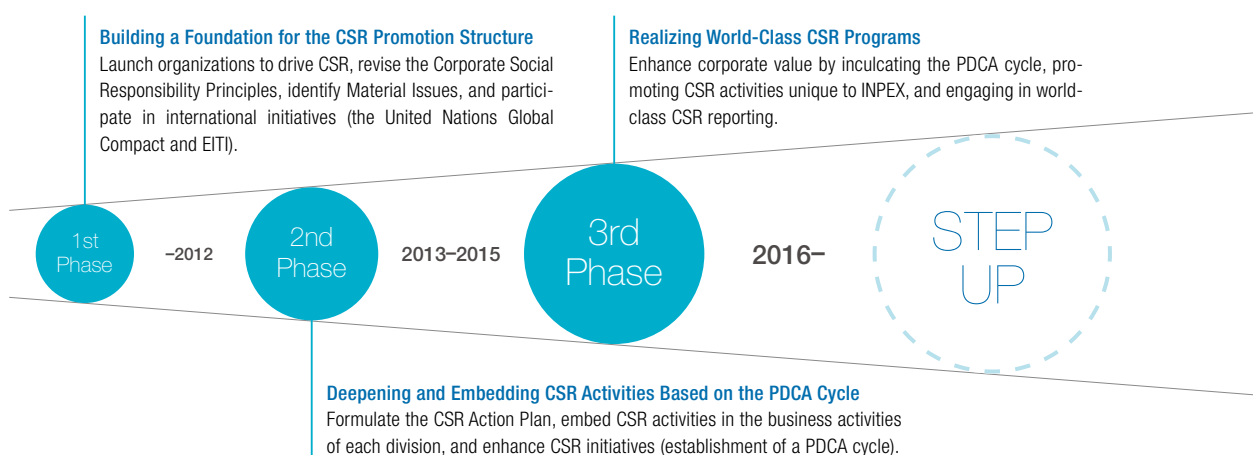 Building a Foundation for the CSR Promotion Structure
Launch organizations to drive CSR, revise the Corporate Social
Responsibility Principles, identify Material Issues, and partici-
pate in international initiatives (the United Nations Global
Compact and EITI).
Realizing World-Class CSR Programs
Enhance corporate value by inculcating the PDCA cycle, pro-
moting CSR activities unique to INPEX, and engaging in world-
class CSR reporting.
1st
Phase
–2012
2nd
Phase
2013–2015
3rd
Phase
2016–
STEP
UP
Deepening and Embedding CSR Activities Based on the PDCA Cycle
Formulate the CSR Action Plan, embed CSR activities in the business activities
of each division, and enhance CSR initiatives (establishment of a PDCA cycle).